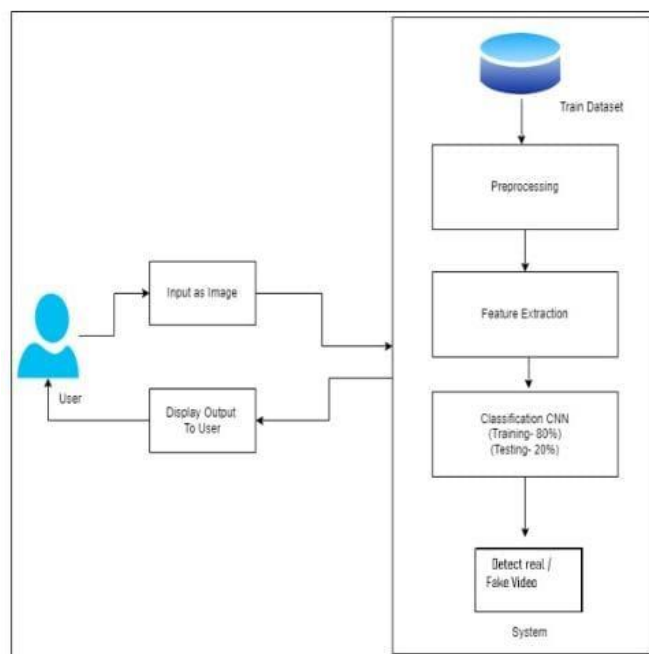 Train Dataset
Preprocessing
Input as Image
Feature Extraction
User
Display Output
To User
Classification CNN
(Training- 80%)
(Testing- 20%)
Detect real /
Fake Video
System